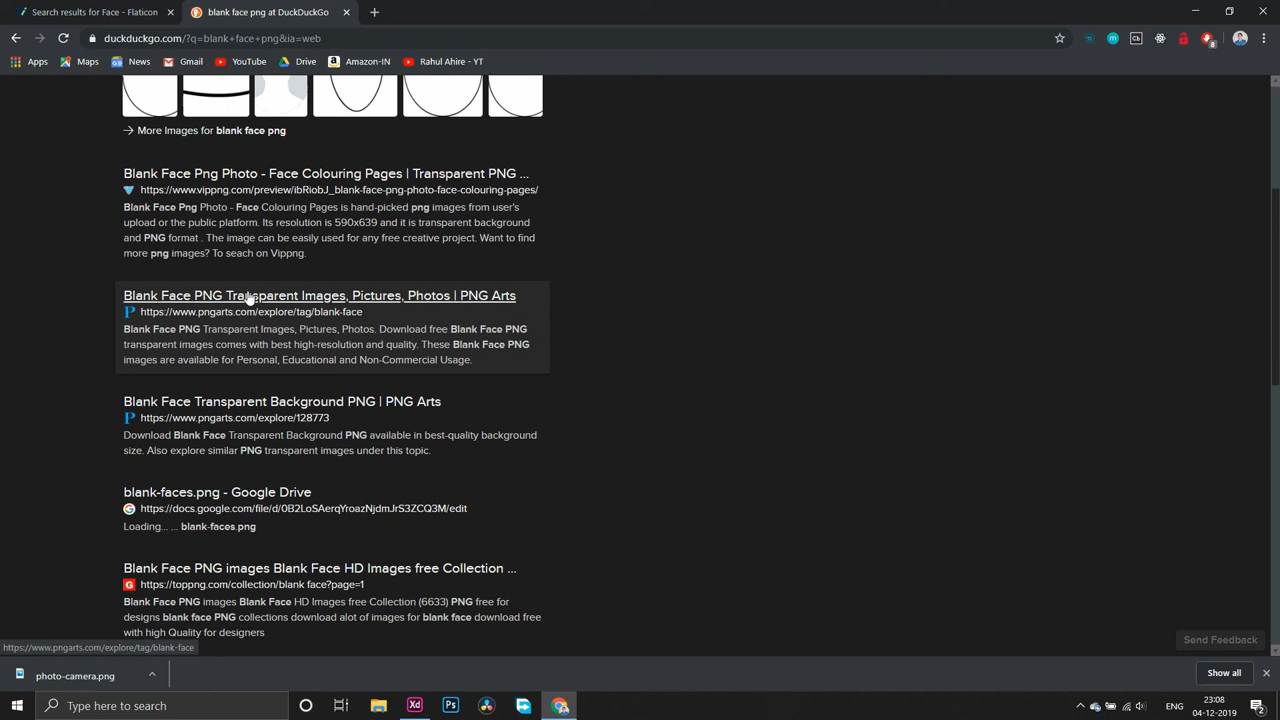 Search results for Face - Flaticon
blank face png at DuckDuckGo
duckduckgo.com/?q=blank+face+png&ia=web
Apps
Maps
News
Gmail
YouTube
Drive
Amazon-IN
Rahul Ahire - YT
More Images for blank face png
Blank Face Png Photo - Face Colouring Pages | Transparent PNG ...
https://www.vippng.com/preview/ibRiobJ_blank-face-png-photo-face-colouring-pages/
Blank Face Png Photo - Face Colouring Pages is hand-picked png images from user's
upload or the public platform. Its resolution is 590x639 and it is transparent background
and PNG format . The image can be easily used for any free creative project. Want to find
more png images? To seach on Vippng.
Blank Face PNG Transparent Images, Pictures, Photos | PNG Arts
https://www.pngarts.com/explore/tag/blank-face
Blank Face PNG Transparent Images, Pictures, Photos. Download free Blank Face PNG
transparent images comes with best high-resolution and quality. These Blank Face PNG
images are available for Personal, Educational and Non-Commercial Usage.
Blank Face Transparent Background PNG | PNG Arts
https://www.pngarts.com/explore/128773
Download Blank Face Transparent Background PNG available in best-quality background
size. Also explore similar PNG transparent images under this topic.
blank-faces.png - Google Drive
https://docs.google.com/file/d/0B2LoSAerqYroazNjdmJrS3ZCQ3M/edit
Loading... ... blank-faces.png
Blank Face PNG images Blank Face HD Images free Collection ...
https://toppng.com/collection/blank face?page=1
Blank Face PNG images Blank Face HD Images free Collection (6633) PNG free for
designs blank face PNG collections download alot of images for blank face download free
with high Quality for designers
Send Feedback
https://www.pngarts.com/explore/tag/blank-face
photo-camera.png
Show all
Type here to search
Xd
Ps
ENG
23:08
04-12-2019